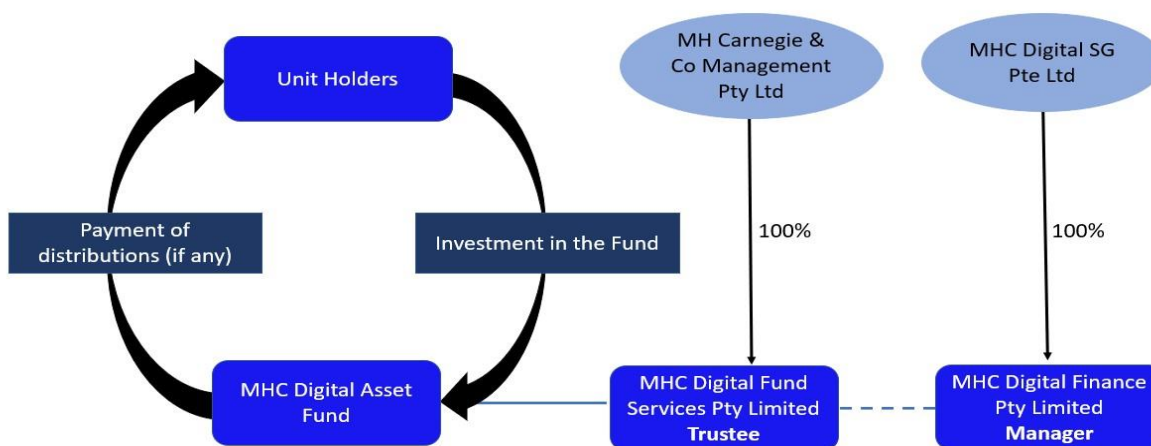 Unit Holders
MH Carnegie &
Co Management
Pty Ltd
MHC Digital SG
Pte Ltd
Payment of
distributions (if any)
Investment in the Fund
100%
100%
MHC Digital Asset
Fund
MHC Digital Fund
Services Pty Limited
Trustee
MHC Digital Finance
Pty Limited
Manager